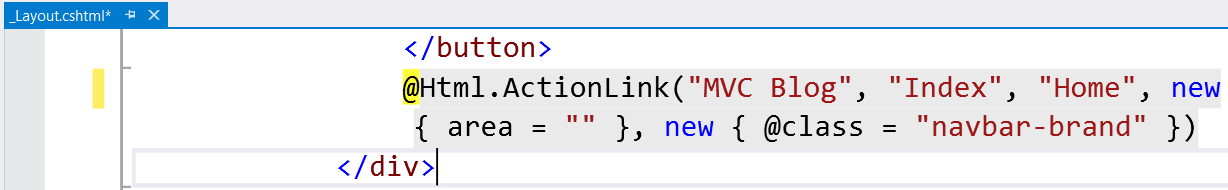 _Layout.cshtml*
</button>
@Html.ActionLink("MVC Blog", "Index", "Home", new
{ area = "" }, new { @class = "navbar-brand" })
</div>